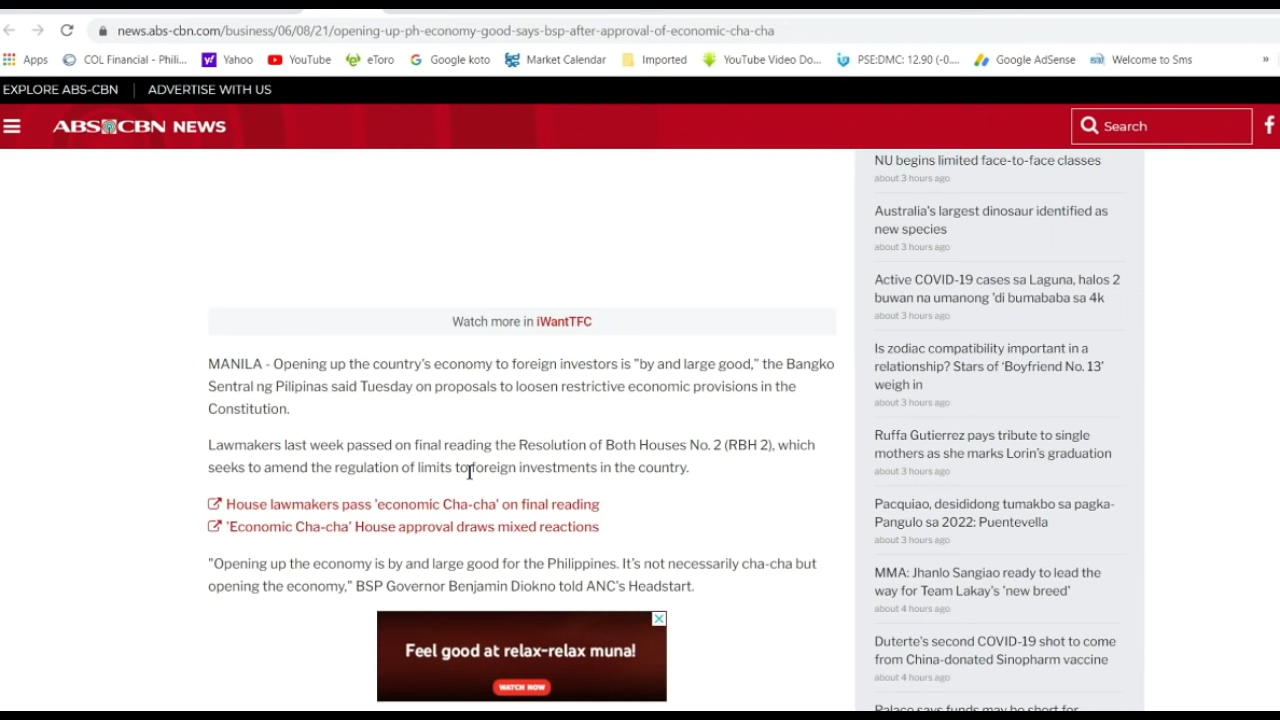 news.abs-cbn.com/business/06/08/21/opening-up-ph-economy-good-says-bsp-after-approval-of-economic-cha-cha
Apps COL Financial - Phili... Yahoo YouTube eToro Google koto Market Calendar Imported YouTube Video Do... PSE:DMC: 12.90 (-0.... Google AdSense Welcome to Sms »
EXPLORE ABS-CBN | ADVERTISE WITH US
ABS-CBN NEWS
Search
Watch more in iWantTFC
MANILA - Opening up the country's economy to foreign investors is "by and large good," the Bangko
Sentral ng Pilipinas said Tuesday on proposals to loosen restrictive economic provisions in the
Constitution.
Lawmakers last week passed on final reading the Resolution of Both Houses No. 2 (RBH 2), which
seeks to amend the regulation of limits to foreign investments in the country.
House lawmakers pass 'economic Cha-cha' on final reading
'Economic Cha-cha' House approval draws mixed reactions
"Opening up the economy is by and large good for the Philippines. It's not necessarily cha-cha but
opening the economy," BSP Governor Benjamin Diokno told ANC's Headstart.
Feel good at relax-relax muna!
WATCH NOW
NU begins limited face-to-face classes
about 3 hours ago
Australia's largest dinosaur identified as
new species
about 3 hours ago
Active COVID-19 cases sa Laguna, halos 2
buwan na umanong 'di bumababa sa 4k
about 3 hours ago
Is zodiac compatibility important in a
relationship? Stars of 'Boyfriend No. 13'
weigh in
about 3 hours ago
Ruffa Gutierrez pays tribute to single
mothers as she marks Lorin's graduation
about 3 hours ago
Pacquiao, desididong tumakbo sa pagka-
Pangulo sa 2022: Puentevella
about 3 hours ago
MMA: Jhanlo Sangiao ready to lead the
way for Team Lakay's 'new breed'
about 4 hours ago
Duterte's second COVID-19 shot to come
from China-donated Sinopharm vaccine
about 4 hours ago
Palace says funds may be short for